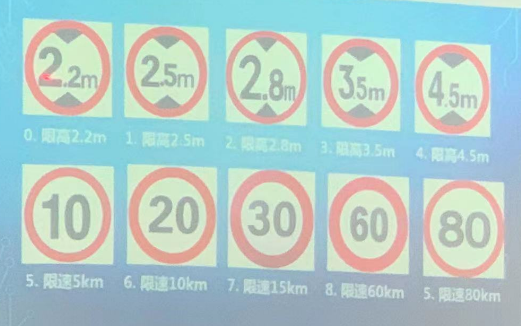 2.2m 2.5m 2.8m 3.5m 4.5m
0. 限高2.2m 1. 限高2.5m 2. 限高2.8m 3. 限高3.5m 4. 限高4.5m
10 20 30 60 80
5. 限速5km 6. 限速10km 7. 限速15km 8. 限速60km 5. 限速80km